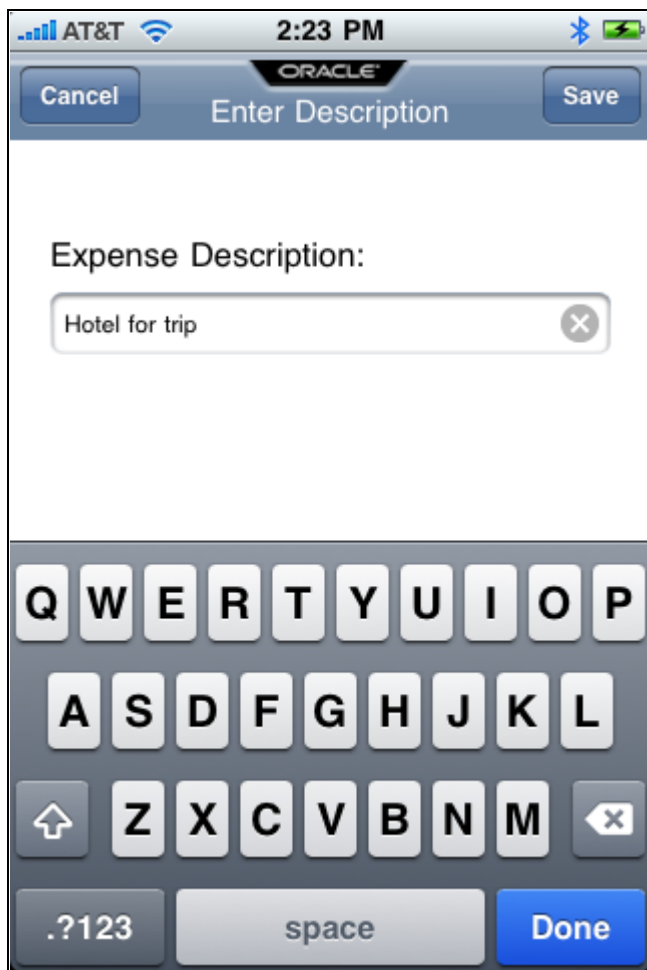 AT&T 2:23 PM
ORACLE
Cancel Enter Description Save
Expense Description:
Hotel for trip
Q W E R T Y U I O P
A S D F G H J K L
Z X C V B N M
.?123 space Done